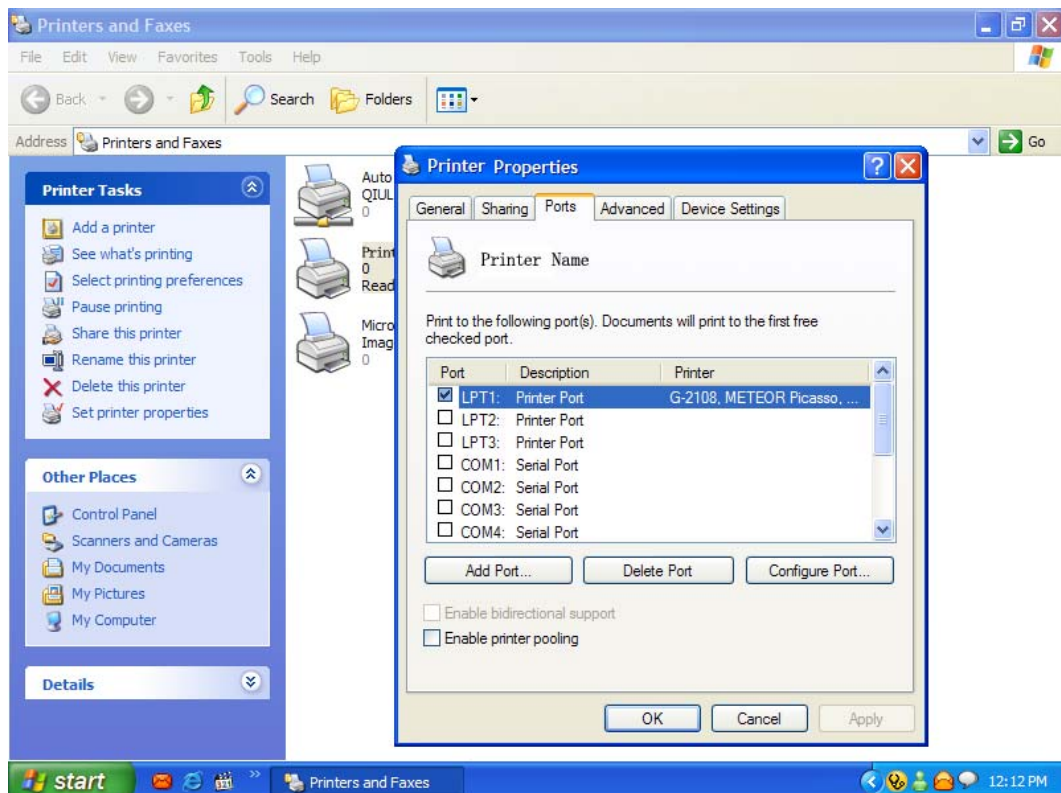 Printers and Faxes
File Edit View Favorites Tools Help
Back Search Folders
Address Printers and Faxes Go
Printer Tasks
Add a printer
See what's printing
Select printing preferences
Pause printing
Share this printer
Rename this printer
Delete this printer
Set printer properties
Other Places
Control Panel
Scanners and Cameras
My Documents
My Pictures
My Computer
Details
Auto
QIUL
0
Print
0
Read
Micro
Imag
0
Printer Properties
General Sharing Ports Advanced Device Settings
Printer Name
Print to the following port(s). Documents will print to the first free
checked port.
Port Description Printer
LPT1: Printer Port G-2108, METEOR Picasso, ...
LPT2: Printer Port
LPT3: Printer Port
COM1: Serial Port
COM2: Serial Port
COM3: Serial Port
COM4: Serial Port
Add Port... Delete Port Configure Port...
Enable bidirectional support
Enable printer pooling
OK Cancel Apply
start Printers and Faxes 12:12 PM